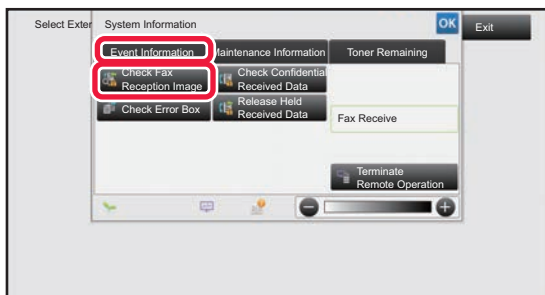 Select Exter
System Information
OK
Exit
Event Information
Maintenance Information
Toner Remaining
Check Fax
Reception Image
Check Confidential
Received Data
Check Error Box
Release Held
Received Data
Fax Receive
Terminate
Remote Operation